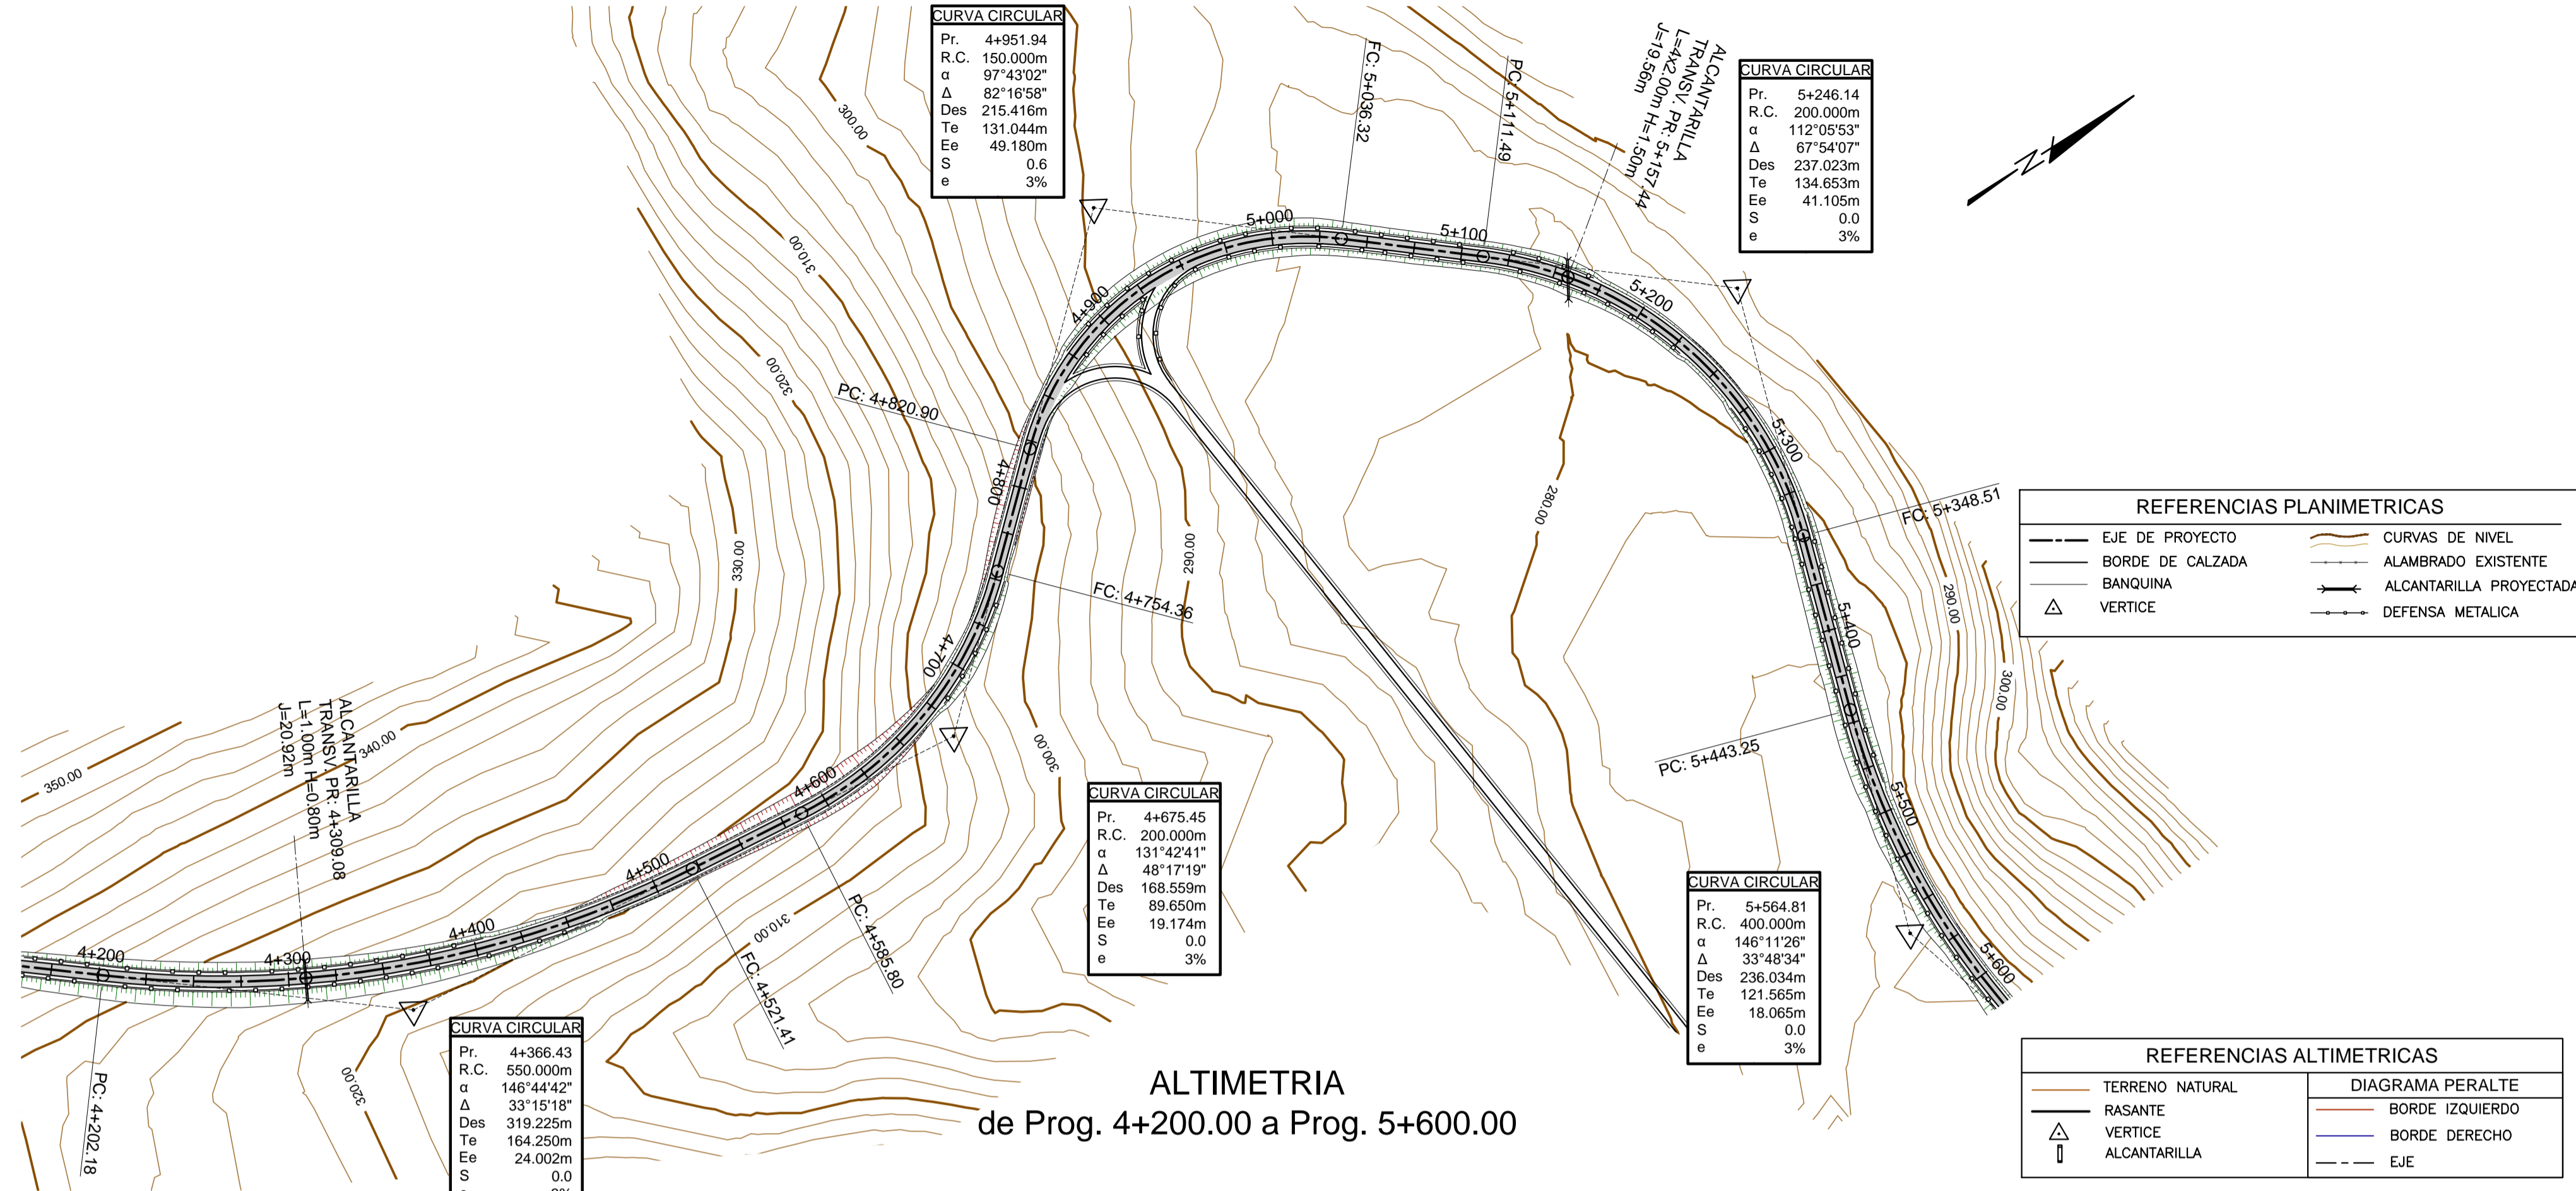 CURVA CIRCULAR
Pr. 4+951.94
R.C. 150.000m
α 97°43'02"
Δ 82°16'58"
Des 215.416m
Te 131.044m
Ee 49.180m
S 0.6
e 3%
FC: 5+036.32
PC: 5+111.49
ALCANTARILLA
TRANSV. PR: 5+157.44
L=4x2.00m H=1.50m
J=19.56m
CURVA CIRCULAR
Pr. 5+246.14
R.C. 200.000m
α 112°05'53"
Δ 67°54'07"
Des 237.023m
Te 134.653m
Ee 41.105m
S 0.0
e 3%
N
300.00
310.00
320.00
330.00
5+000
5+100
5+200
4+900
5+300
PC: 4+820.90
4+800
280.00
290.00
FC: 5+348.51
FC: 4+754.36
5+400
290.00
300.00
4+700
REFERENCIAS PLANIMETRICAS
EJE DE PROYECTO
BORDE DE CALZADA
BANQUINA
VERTICE
CURVAS DE NIVEL
ALAMBRADO EXISTENTE
ALCANTARILLA PROYECTADA
DEFENSA METALICA
ALCANTARILLA
TRANSV. PR: 4+309.08
L=1.00m H=0.80m
J=20.92m
350.00
340.00
300.00
PC: 5+443.25
4+600
5+500
CURVA CIRCULAR
Pr. 4+675.45
R.C. 200.000m
α 131°42'41"
Δ 48°17'19"
Des 168.559m
Te 89.650m
Ee 19.174m
S 0.0
e 3%
4+500
310.00
PC: 4+585.80
FC: 4+521.41
4+400
4+300
4+200
5+600
CURVA CIRCULAR
Pr. 5+564.81
R.C. 400.000m
α 146°11'26"
Δ 33°48'34"
Des 236.034m
Te 121.565m
Ee 18.065m
S 0.0
e 3%
PC: 4+202.18
320.00
CURVA CIRCULAR
Pr. 4+366.43
R.C. 550.000m
α 146°44'42"
Δ 33°15'18"
Des 319.225m
Te 164.250m
Ee 24.002m
S 0.0
ALTIMETRIA
de Prog. 4+200.00 a Prog. 5+600.00
REFERENCIAS ALTIMETRICAS
TERRENO NATURAL
RASANTE
VERTICE
ALCANTARILLA
DIAGRAMA PERALTE
BORDE IZQUIERDO
BORDE DERECHO
EJE